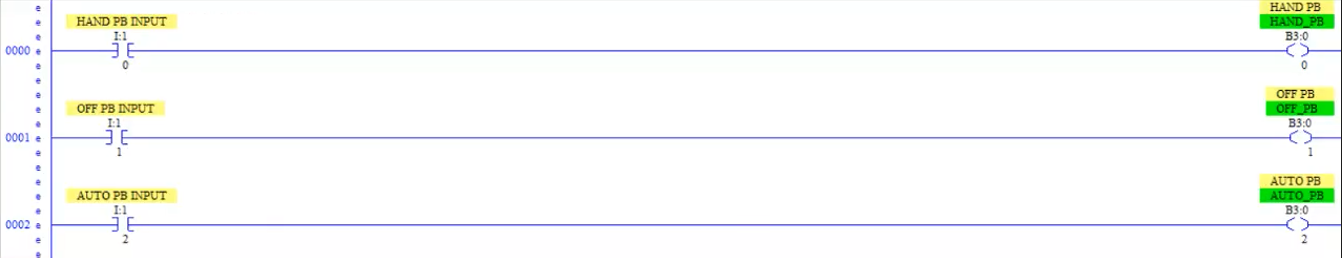 e
HAND PB
e
HAND PB INPUT
HAND_PB
e
I:1
B3:0
0000 e
e
0
0
e
e
OFF PB
e
OFF PB INPUT
OFF_PB
e
I:1
B3:0
0001 e
e
1
1
e
e
AUTO PB
e
AUTO PB INPUT
AUTO_PB
e
I:1
B3:0
0002 e
e
2
2
e